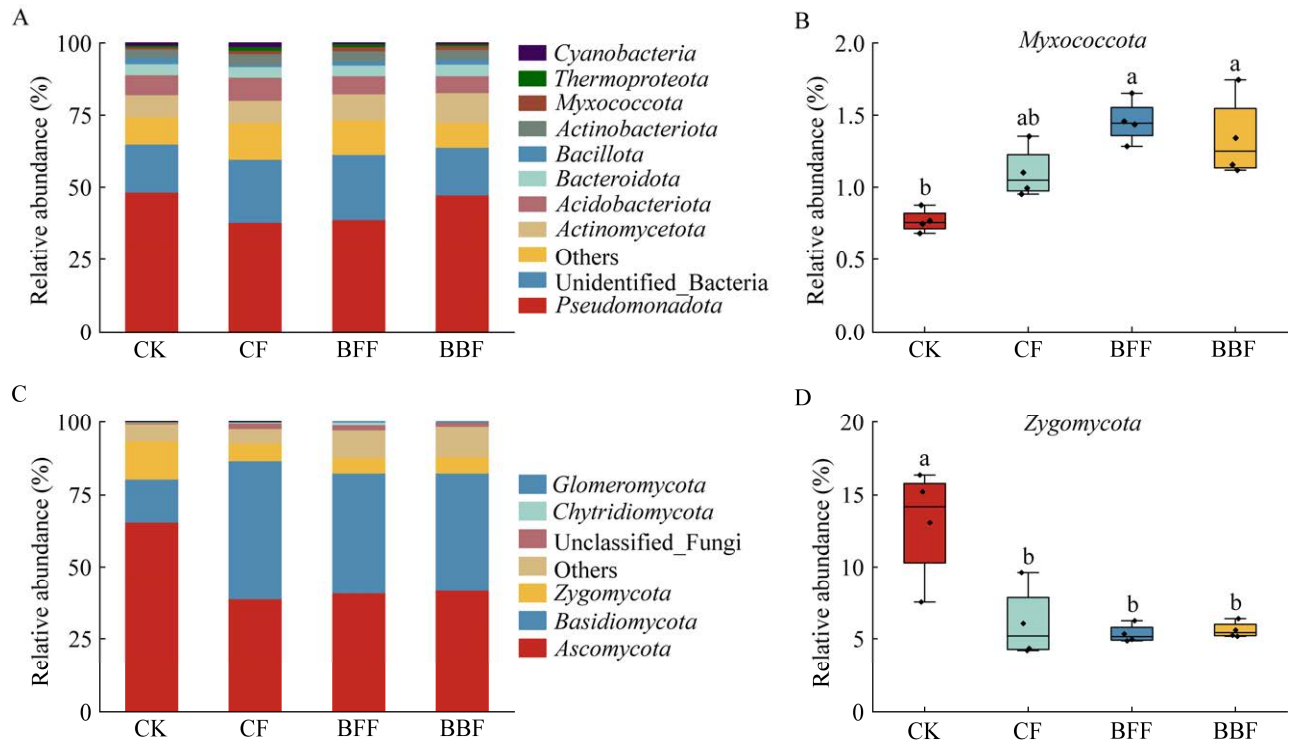 A
Relative abundance (%)
100
75
50
25
0
CK
CF
BFF
BBF
Cyanobacteria
Thermoproteota
Myxococcota
Actinobacteriota
Bacillota
Bacteroidota
Acidobacteriota
Actinomycetota
Others
Unidentified_Bacteria
Pseudomonadota
B
Myxococcota
Relative abundance (%)
2.0
1.5
1.0
0.5
0.0
b
ab
a
a
CK
CF
BFF
BBF
C
Relative abundance (%)
100
75
50
25
0
CK
CF
BFF
BBF
Glomeromycota
Chytridiomycota
Unclassified_Fungi
Others
Zygomycota
Basidiomycota
Ascomycota
D
Zygomycota
Relative abundance (%)
20
15
10
5
0
a
b
b
b
CK
CF
BFF
BBF